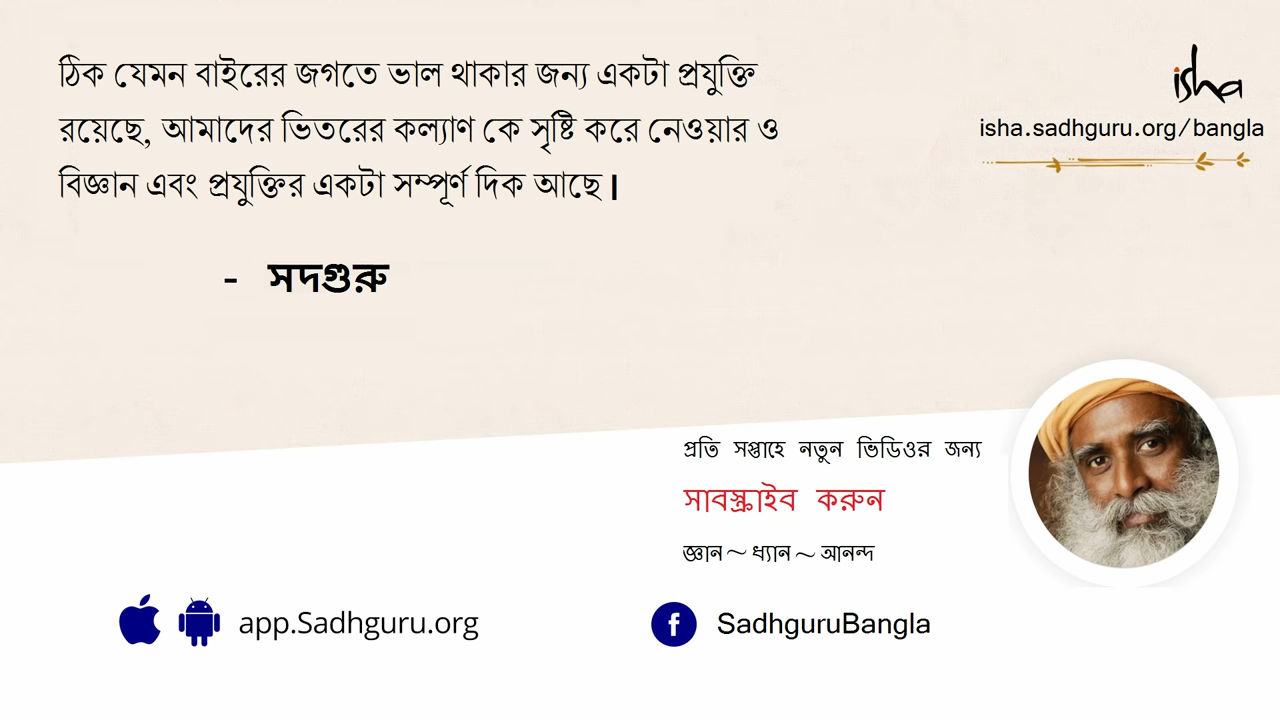 ঠিক যেমন বাইরের জগতে ভাল থাকার জন্য একটা প্রযুক্তি
রয়েছে, আমাদের ভিতরের কল্যাণ কে সৃষ্টি করে নেওয়ার ও
বিজ্ঞান এবং প্রযুক্তির একটা সম্পূর্ণ দিক আছে।
- সদগুরু
isha
isha.sadhguru.org/bangla
প্রতি সপ্তাহে নতুন ভিডিওর জন্য
সাবস্ক্রাইব করুন
জ্ঞান ~ ধ্যান ~ আনন্দ
app.Sadhguru.org
f SadhguruBangla